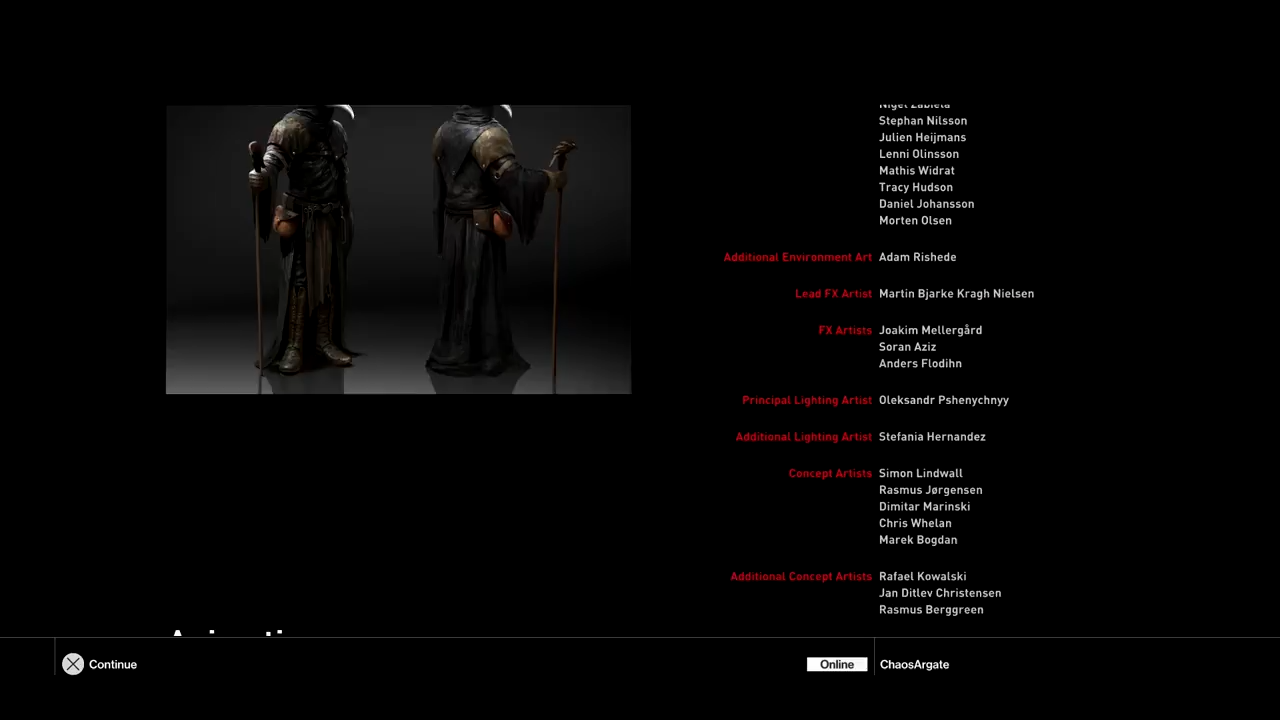 Stephan Nilsson
Julien Heijmans
Lenni Olinsson
Mathis Widrat
Tracy Hudson
Daniel Johansson
Morten Olsen
Additional Environment Art Adam Rishede
Lead FX Artist Martin Bjarke Kragh Nielsen
FX Artists Joakim Mellergård
Soran Aziz
Anders Flodihn
Principal Lighting Artist Oleksandr Pshenychnyy
Additional Lighting Artist Stefania Hernandez
Concept Artists Simon Lindwall
Rasmus Jørgensen
Dimitar Marinski
Chris Whelan
Marek Bogdan
Additional Concept Artists Rafael Kowalski
Jan Ditlev Christensen
Rasmus Berggreen
Continue
Online ChaosArgate